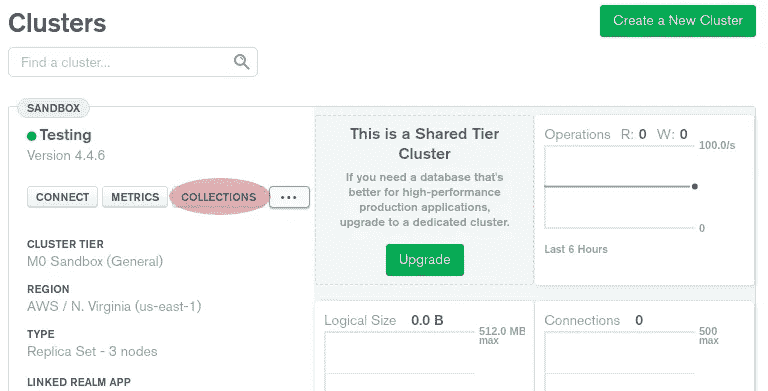 Clusters
Create a New Cluster
Find a cluster...
SANDBOX
Testing
Version 4.4.6
CONNECT
METRICS
COLLECTIONS
...
CLUSTER TIER
M0 Sandbox (General)
REGION
AWS / N. Virginia (us-east-1)
TYPE
Replica Set - 3 nodes
LINKED REALM APP
This is a Shared Tier
Cluster
If you need a database that's
better for high-performance
production applications,
upgrade to a dedicated cluster.
Upgrade
Operations R: 0 W: 0
100.0/s
0
Last 6 Hours
Logical Size 0.0 B
512.0 MB
max
Connections 0
500
max